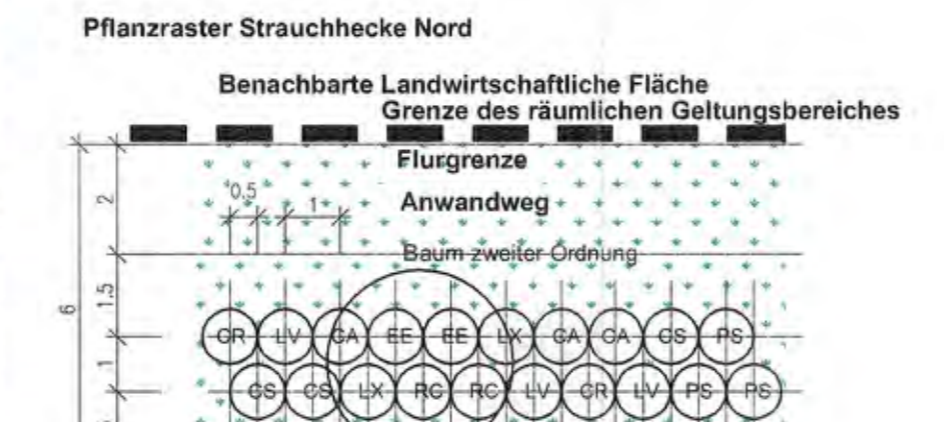 Pflanzraster Strauchhecke Nord
Benachbarte Landwirtschaftliche Fläche
Grenze des räumlichen Geltungsbereiches
Flurgrenze
0,5
1
2
Anwandweg
Baum zweiter Ordnung
1.5
6
CR LV CA EE EE LX CA CA CS PS
1
CS CS LX RC RC LV CR LV PS PS